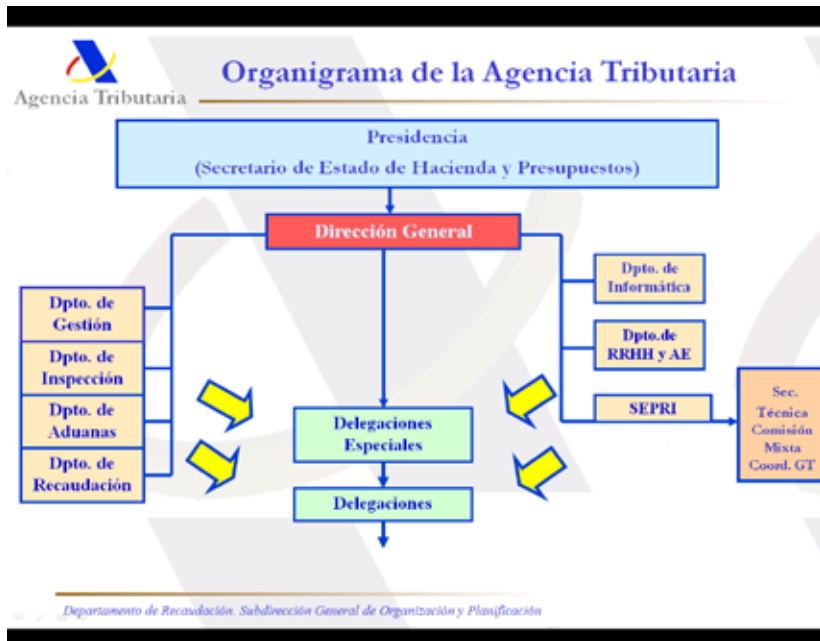 Agencia Tributaria
Organigrama de la Agencia Tributaria
Presidencia
(Secretario de Estado de Hacienda y Presupuestos)
Dirección General
Dpto. de
Gestión
Dpto. de
Inspección
Dpto. de
Aduanas
Dpto. de
Recaudación
Delegaciones
Especiales
Delegaciones
Dpto. de
Informática
Dpto.de
RRHH y AE
SEPRI
Sec.
Técnica
Comisión
Mixta
Coord. GT
Departamento de Recaudación. Subdirección General de Organización y Planificación